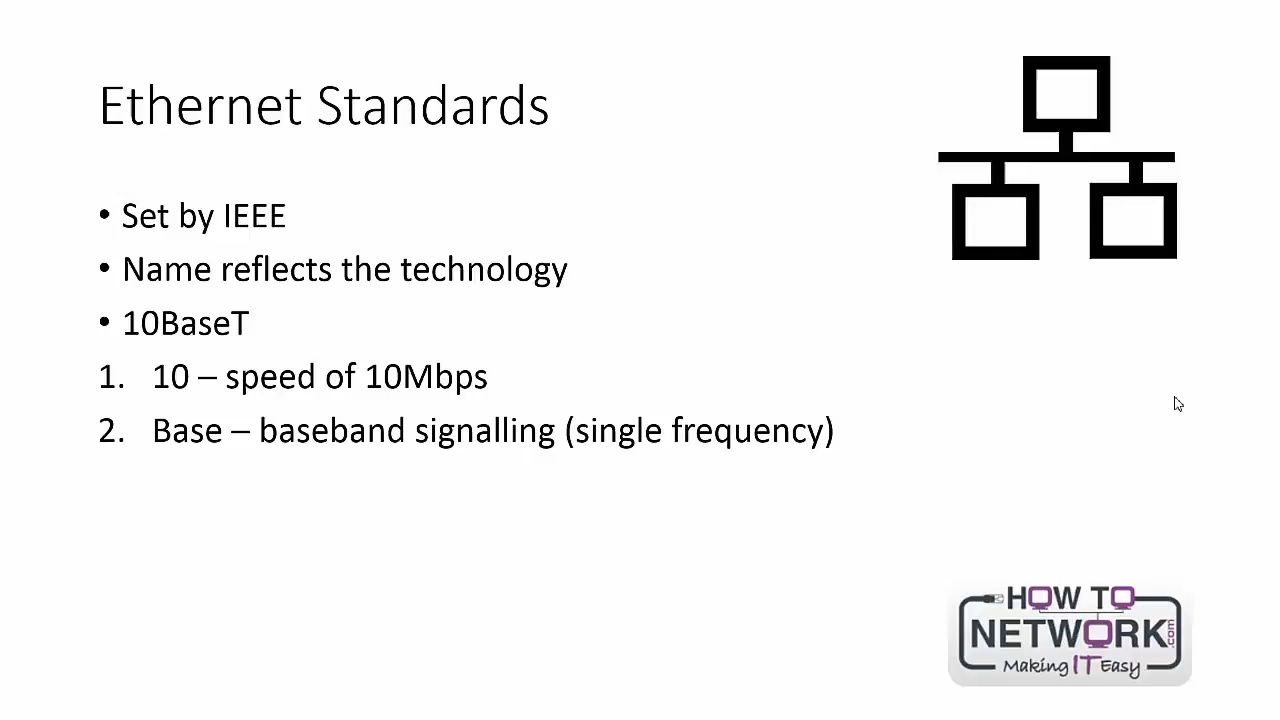 Ethernet Standards
• Set by IEEE
• Name reflects the technology
• 10BaseT
1. 10 – speed of 10Mbps
2. Base – baseband signalling (single frequency)
HOW TO
NETWORK.com
Making IT Easy